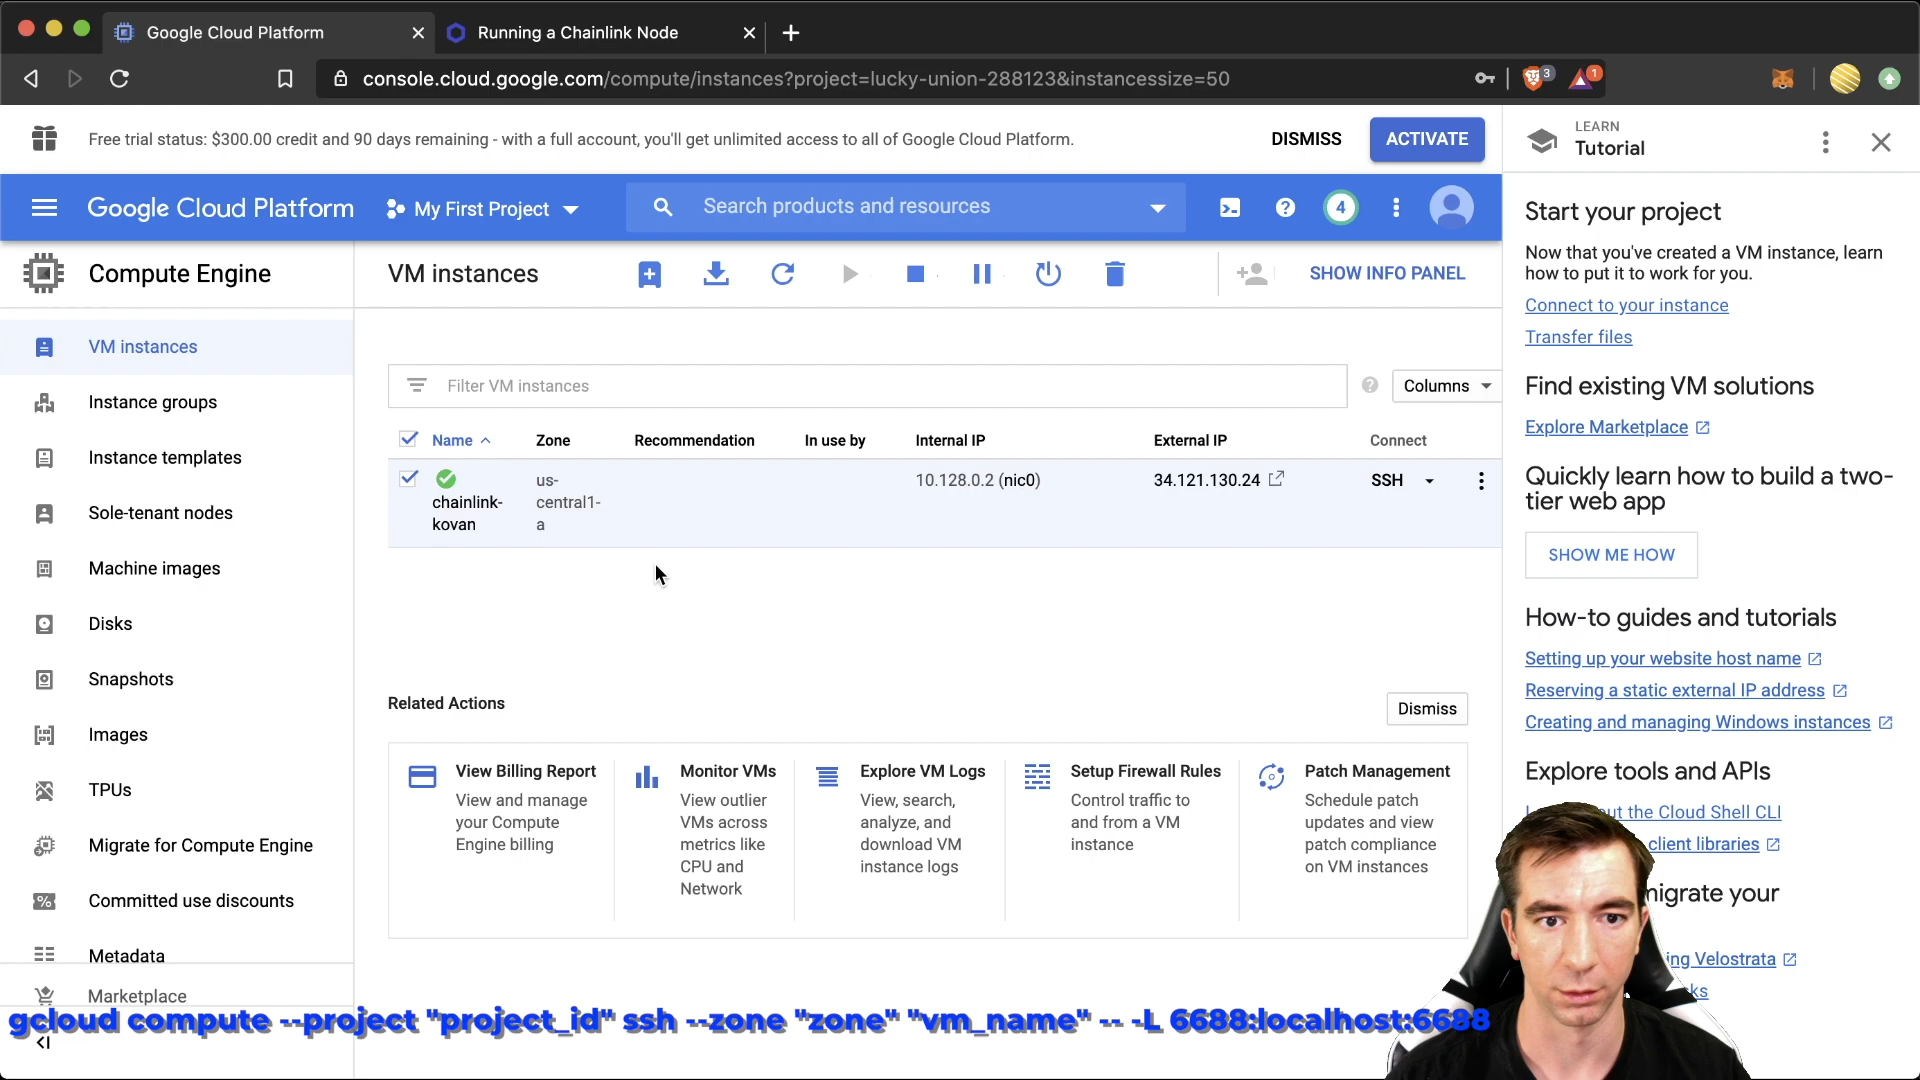 Google Cloud Platform
Running a Chainlink Node
console.cloud.google.com/compute/instances?project=lucky-union-288123&instancessize=50
3
1
Free trial status: $300.00 credit and 90 days remaining - with a full account, you'll get unlimited access to all of Google Cloud Platform.
DISMISS
ACTIVATE
LEARN
Tutorial
Google Cloud Platform
My First Project
Search products and resources
4
Compute Engine
VM instances
SHOW INFO PANEL
VM instances
Instance groups
Instance templates
Sole-tenant nodes
Machine images
Disks
Snapshots
Images
TPUs
Migrate for Compute Engine
Committed use discounts
Metadata
Marketplace
Filter VM instances
Columns
Name
Zone
Recommendation
In use by
Internal IP
External IP
Connect
chainlink-
kovan
us-
central1-
a
10.128.0.2 (nic0)
34.121.130.24
SSH
Related Actions
Dismiss
View Billing Report
View and manage
your Compute
Engine billing
Monitor VMs
View outlier
VMs across
metrics like
CPU and
Network
Explore VM Logs
View, search,
analyze, and
download VM
instance logs
Setup Firewall Rules
Control traffic to
and from a VM
instance
Patch Management
Schedule patch
updates and view
patch compliance
on VM instances
Start your project
Now that you've created a VM instance, learn
how to put it to work for you.
Connect to your instance
Transfer files
Find existing VM solutions
Explore Marketplace
Quickly learn how to build a two-
tier web app
SHOW ME HOW
How-to guides and tutorials
Setting up your website host name
Reserving a static external IP address
Creating and managing Windows instances
Explore tools and APIs
the Cloud Shell CLI
client libraries
migrate your
Velostrata
gcloud compute --project "project_id" ssh --zone "zone" "vm_name" -- -L 6688:localhost:6688